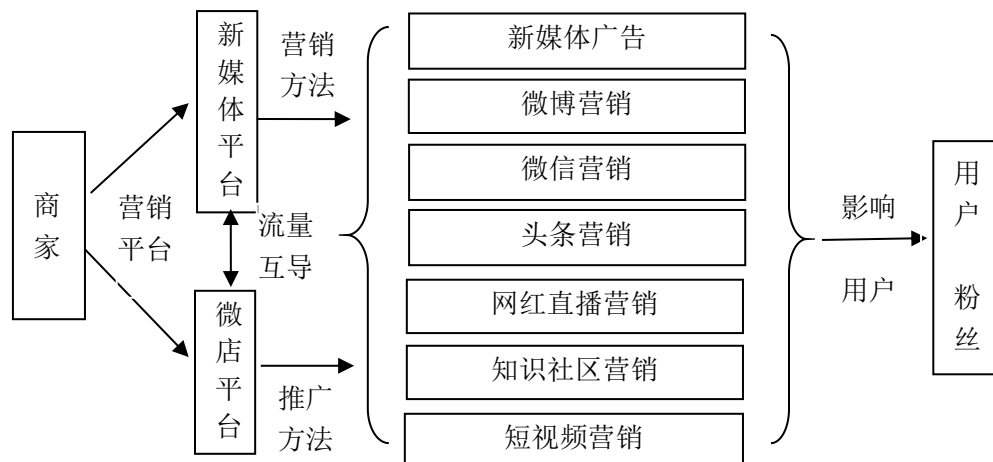 商
家
营销
平台
新
媒
体
平
台
流量
互导
微
店
平
台
营销
方法
推广
方法
新媒体广告
微博营销
微信营销
头条营销
网红直播营销
知识社区营销
短视频营销
影响
用户
用
户
粉
丝